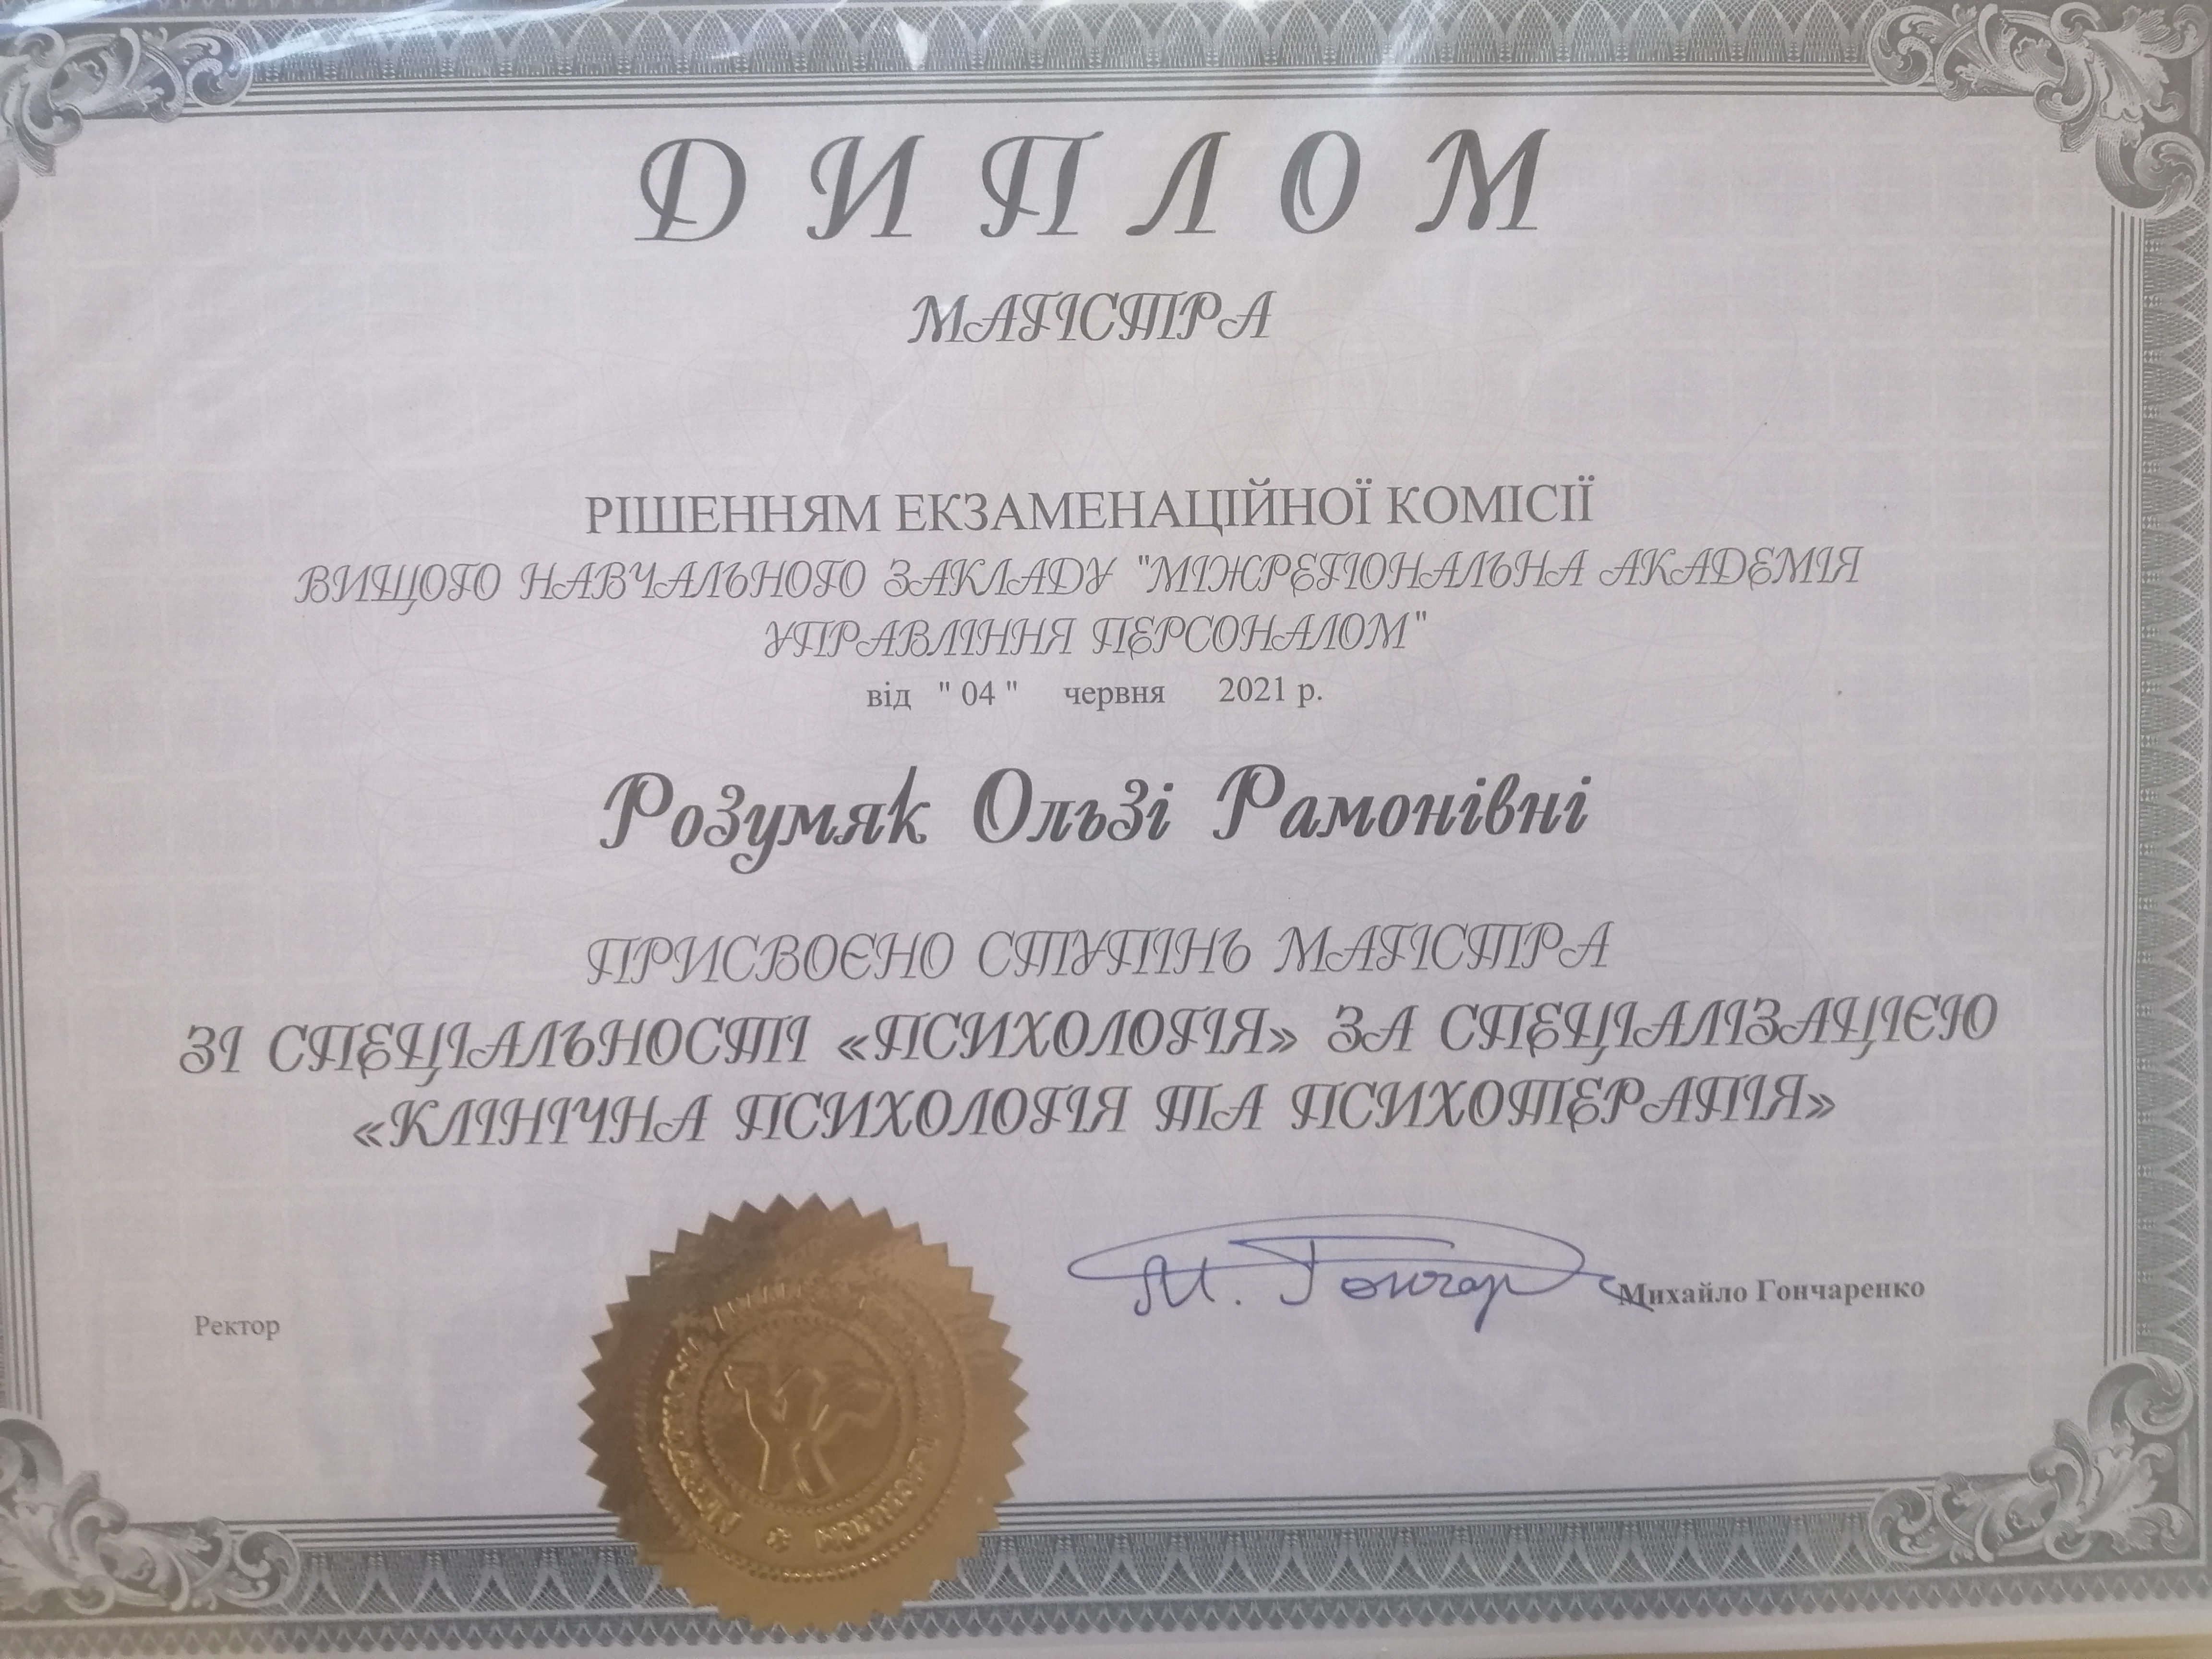 ДИПЛОМ
МАГІСТРА
РІШЕННЯМ ЕКЗАМЕНАЦІЙНОЇ КОМІСІЇ
ВИЩОГО НАВЧАЛЬНОГО ЗАКЛАДУ "МІЖРЕГІОНАЛЬНА АКАДЕМІЯ
УПРАВЛІННЯ ПЕРСОНАЛОМ"
від " 04 " червня 2021 р.
Розумяк Ользі Рамонівні
ПРИСВОЄНО СТУПІНЬ МАГІСТРА
ЗІ СПЕЦІАЛЬНОСТІ «ПСИХОЛОГІЯ» ЗА СПЕЦІАЛІЗАЦІЄЮ
«КЛІНІЧНА ПСИХОЛОГІЯ ТА ПСИХОТЕРАПІЯ»
М. Гончар
Михайло Гончаренко
Ректор